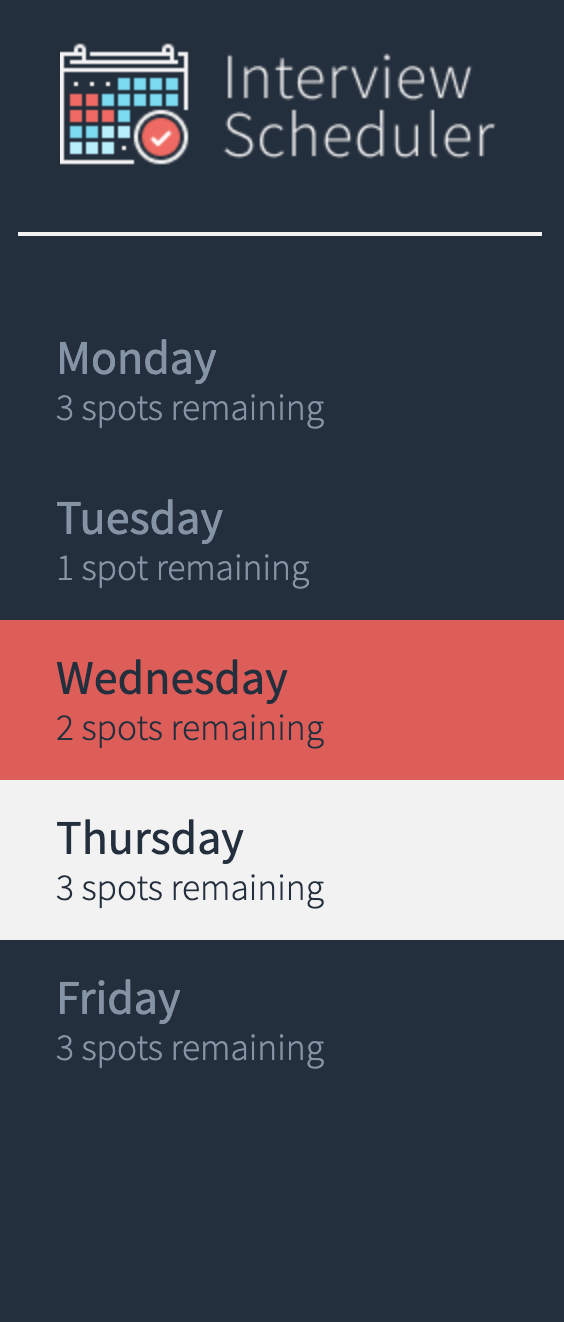 Interview
Scheduler
Monday
3 spots remaining
Tuesday
1 spot remaining
Wednesday
2 spots remaining
Thursday
3 spots remaining
Friday
3 spots remaining